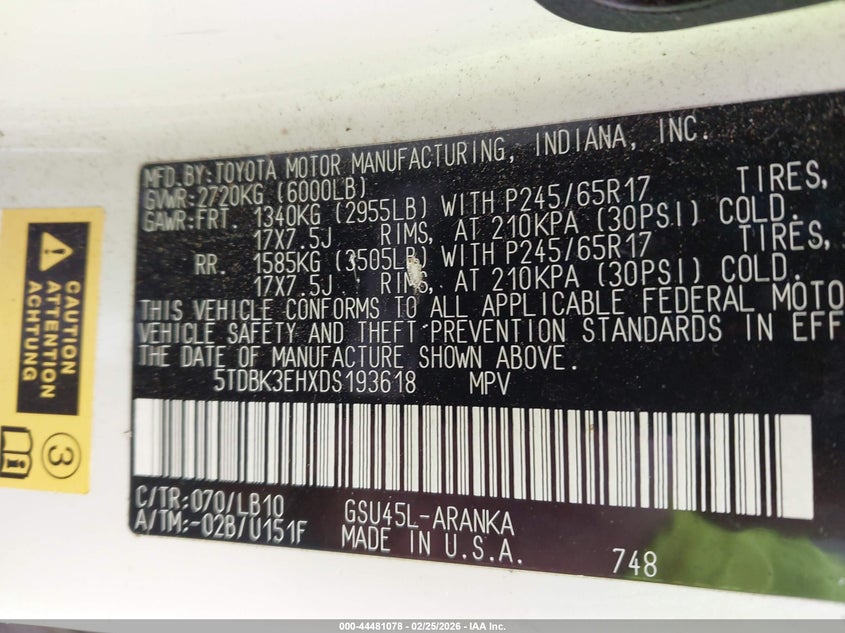 MFD.BY:TOYOTA MOTOR MANUFACTURING, INDIANA, INC.
GVWR:2720KG (6000LB)
GAWR:FRT. 1340KG (2955LB) WITH P245/65R17 TIRES,
17X7.5J RIMS, AT 210KPA (30PSI) COLD.
RR. 1585KG (3505LB) WITH P245/65R17 TIRES,
17X7.5J RIMS, AT 210KPA (30PSI) COLD.
THIS VEHICLE CONFORMS TO ALL APPLICABLE FEDERAL MOTO
VEHICLE SAFETY AND THEFT PREVENTION STANDARDS IN EFF
THE DATE OF MANUFACTURE SHOWN ABOVE.
5TDBK3EHXDS193618 MPV
C/TR:070/LB10 GSU45L-ARANKA
A/TM:-02B/U151F MADE IN U.S.A.
748
CAUTION
ATTENTION
ACHTUNG
3
000-44481078 - 02/25/2026 - IAA Inc.